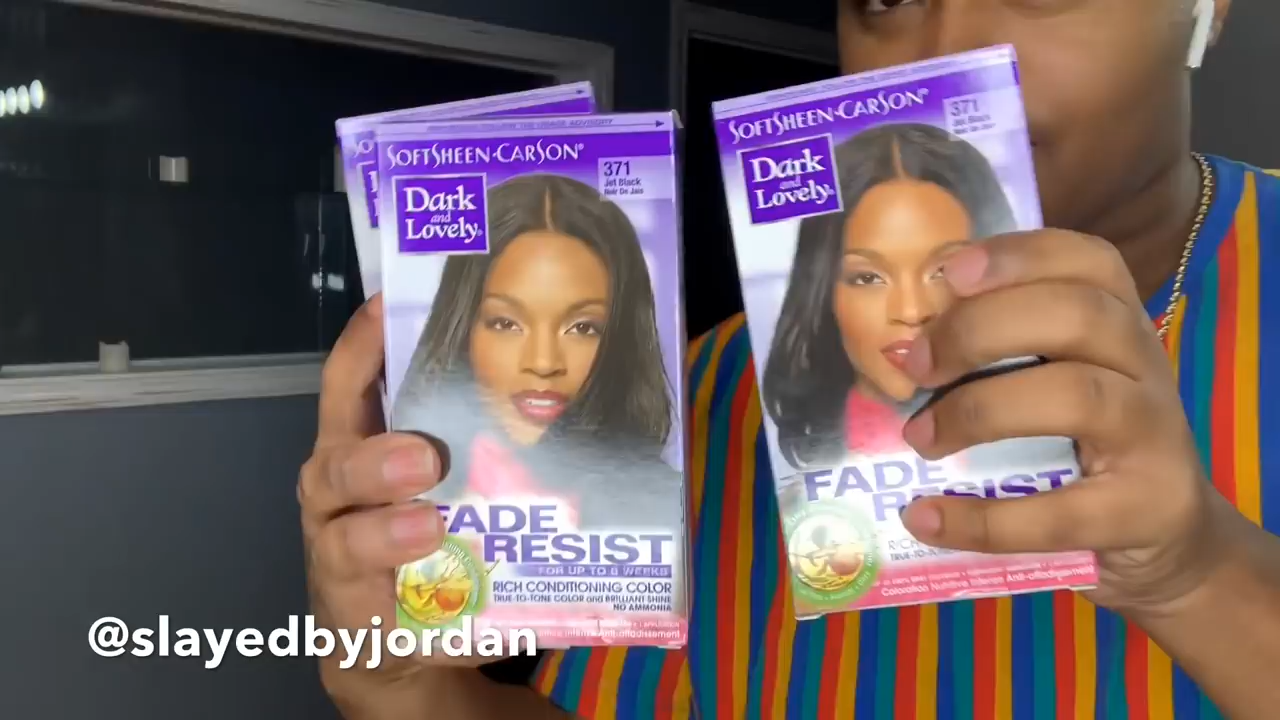 SOFTSHEEN·CARSON®
371
Jet Black
Noir De Jais
Dark
and
Lovely®
FADE
RESIST
FOR UP TO 8 WEEKS
RICH CONDITIONING COLOR
TRUE-TO-TONE COLOR and BRILLIANT SHINE
NO AMMONIA
Anti-affadissement
SOFTSHEEN·CARSON®
371
Jet Black
Noir De Jais
Dark
and
Lovely®
FADE
RESIST
Coloration Nutritive Intense Anti-affadissement
@slayedbyjordan